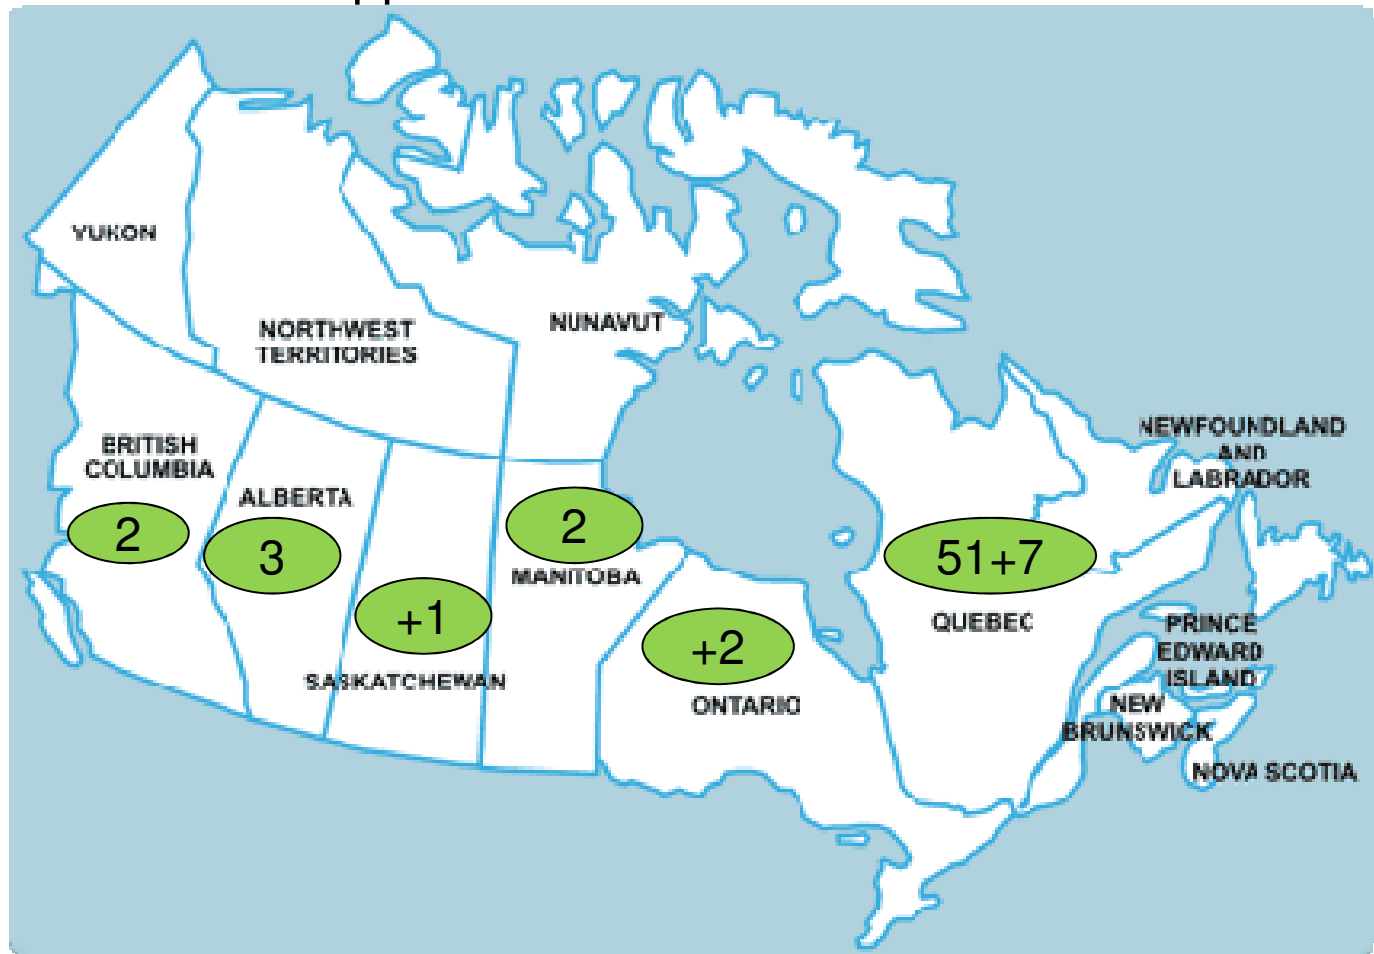 YUKON
NORTHWEST
TERRITORIES
NUNAVUT
BRITISH
COLUMBIA
2
ALBERTA
3
+1
SASKATCHEWAN
2
MANITOBA
+2
ONTARIO
51+7
QUEBEC
NEWFOUNDLAND
AND
LABRADOR
PRINCE
EDWARD
ISLAND
NEW
BRUNSWICK
NOVA SCOTIA